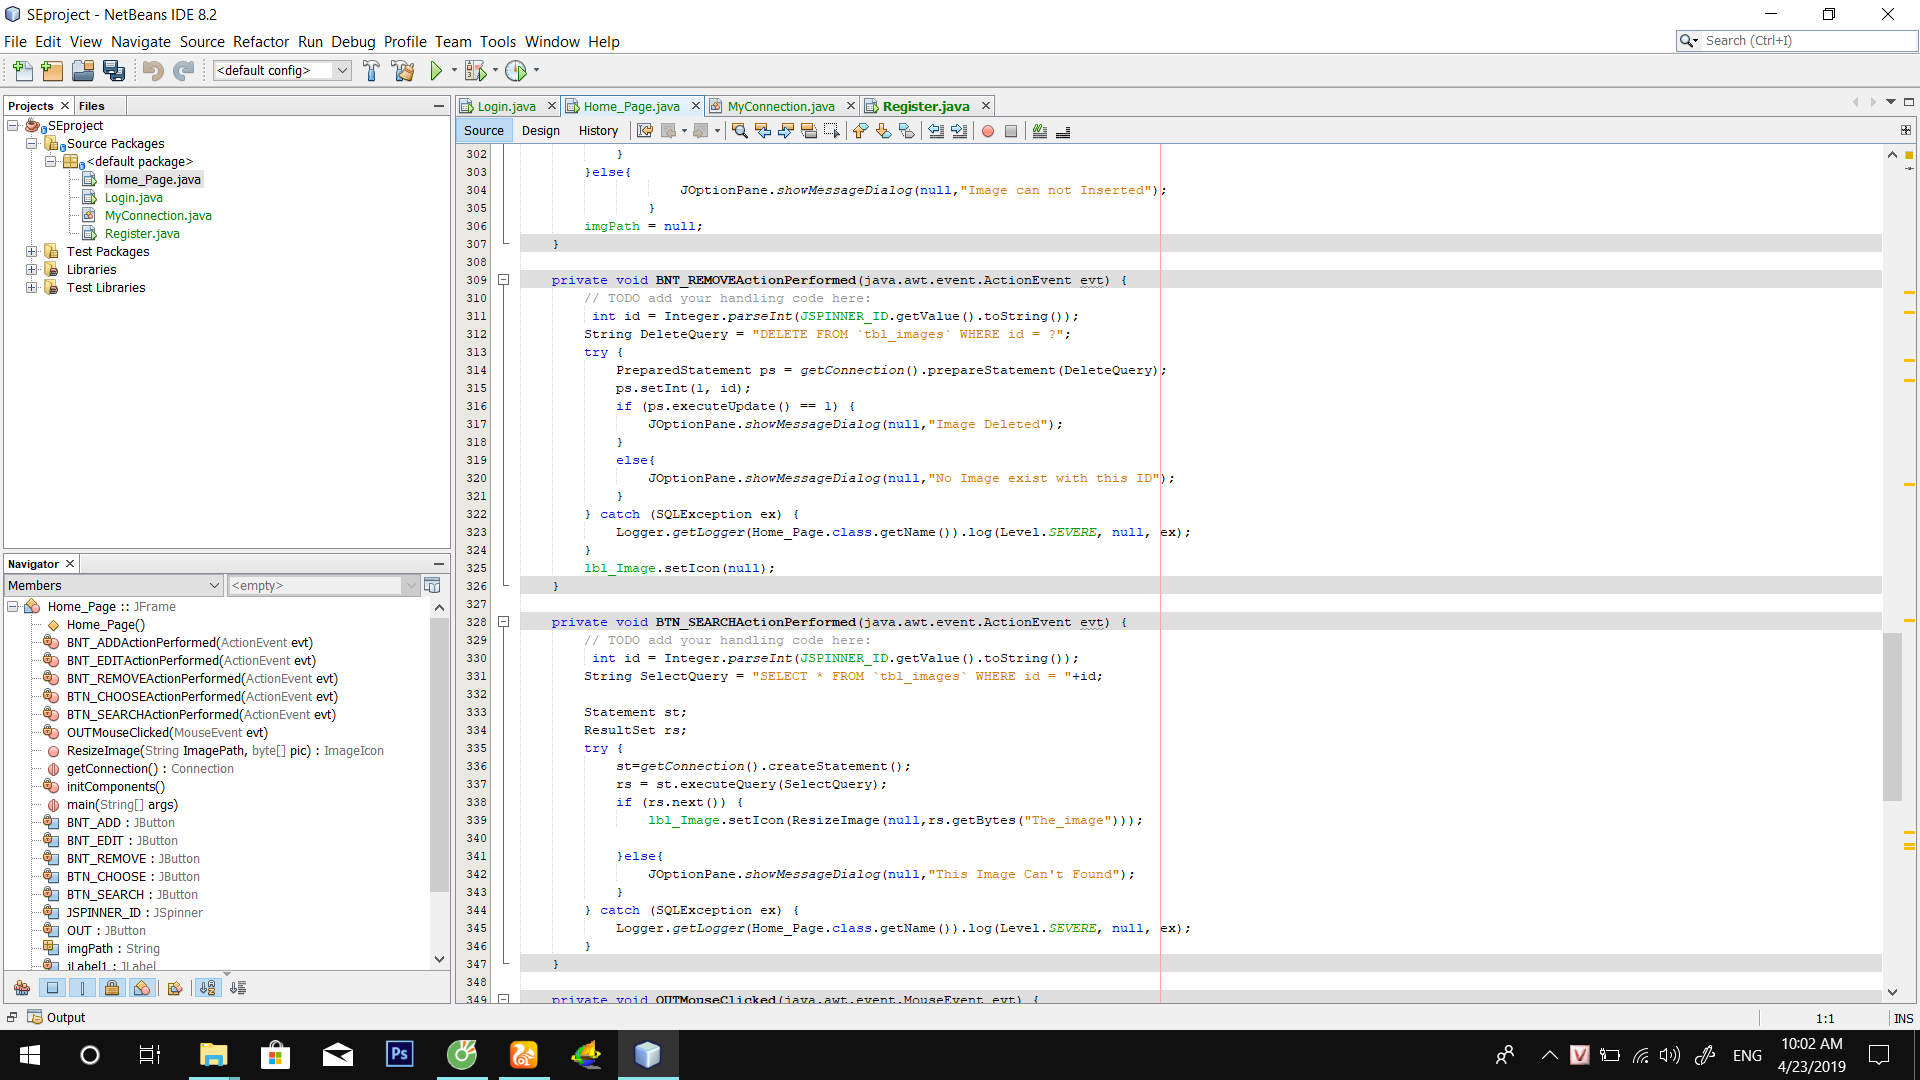 SEproject - NetBeans IDE 8.2
File Edit View Navigate Source Refactor Run Debug Profile Team Tools Window Help
Search (Ctrl+I)
<default config>
Projects Files
SEproject
Source Packages
<default package>
Home_Page.java
Login.java
MyConnection.java
Register.java
Test Packages
Libraries
Test Libraries
Navigator
Members <empty>
Home_Page :: JFrame
Home_Page()
BNT_ADDActionPerformed(ActionEvent evt)
BNT_EDITActionPerformed(ActionEvent evt)
BNT_REMOVEActionPerformed(ActionEvent evt)
BTN_CHOOSEActionPerformed(ActionEvent evt)
BTN_SEARCHActionPerformed(ActionEvent evt)
OUTMouseClicked(MouseEvent evt)
ResizeImage(String ImagePath, byte[] pic) : ImageIcon
getConnection() : Connection
initComponents()
main(String[] args)
BNT_ADD : JButton
BNT_EDIT : JButton
BNT_REMOVE : JButton
BTN_CHOOSE : JButton
BTN_SEARCH : JButton
JSPINNER_ID : JSpinner
OUT : JButton
imgPath : String
jLabel1 : JLabel
Login.java Home_Page.java MyConnection.java Register.java
Source Design History
302 }
303 }else{
304 JOptionPane.showMessageDialog(null,"Image can not Inserted");
305 }
306 imgPath = null;
307 }
308
309 private void BNT_REMOVEActionPerformed(java.awt.event.ActionEvent evt) {
310 // TODO add your handling code here:
311 int id = Integer.parseInt(JSPINNER_ID.getValue().toString());
312 String DeleteQuery = "DELETE FROM `tbl_images` WHERE id = ?";
313 try {
314 PreparedStatement ps = getConnection().prepareStatement(DeleteQuery);
315 ps.setInt(1, id);
316 if (ps.executeUpdate() == 1) {
317 JOptionPane.showMessageDialog(null,"Image Deleted");
318 }
319 else{
320 JOptionPane.showMessageDialog(null,"No Image exist with this ID");
321 }
322 } catch (SQLException ex) {
323 Logger.getLogger(Home_Page.class.getName()).log(Level.SEVERE, null, ex);
324 }
325 lbl_Image.setIcon(null);
326 }
327
328 private void BTN_SEARCHActionPerformed(java.awt.event.ActionEvent evt) {
329 // TODO add your handling code here:
330 int id = Integer.parseInt(JSPINNER_ID.getValue().toString());
331 String SelectQuery = "SELECT * FROM `tbl_images` WHERE id = "+id;
332
333 Statement st;
334 ResultSet rs;
335 try {
336 st=getConnection().createStatement();
337 rs = st.executeQuery(SelectQuery);
338 if (rs.next()) {
339 lbl_Image.setIcon(ResizeImage(null,rs.getBytes("The_image")));
340
341 }else{
342 JOptionPane.showMessageDialog(null,"This Image Can't Found");
343 }
344 } catch (SQLException ex) {
345 Logger.getLogger(Home_Page.class.getName()).log(Level.SEVERE, null, ex);
346 }
347 }
348
349 private void OUTMouseClicked(java.awt.event.MouseEvent evt) {
Output
1:1 INS
Ps
ENG
10:02 AM
4/23/2019